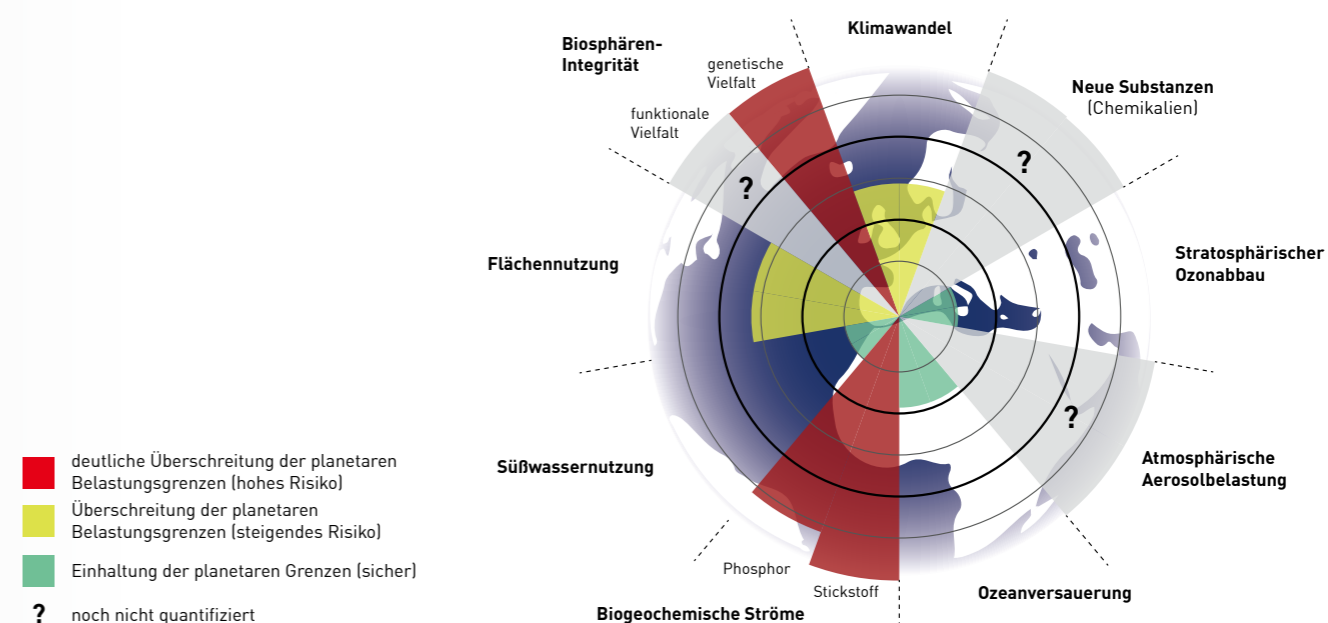 Klimawandel
Biosphären-
Integrität
genetische
Vielfalt
funktionale
Vielfalt
Neue Substanzen
(Chemikalien)
?
?
Flächennutzung
Stratosphärischer
Ozonabbau
?
Süßwassernutzung
Atmosphärische
Aerosolbelastung
Phosphor
Stickstoff
Ozeanversauerung
Biogeochemische Ströme
deutliche Überschreitung der planetaren
Belastungsgrenzen (hohes Risiko)
Überschreitung der planetaren
Belastungsgrenzen (steigendes Risiko)
Einhaltung der planetaren Grenzen (sicher)
? noch nicht quantifiziert